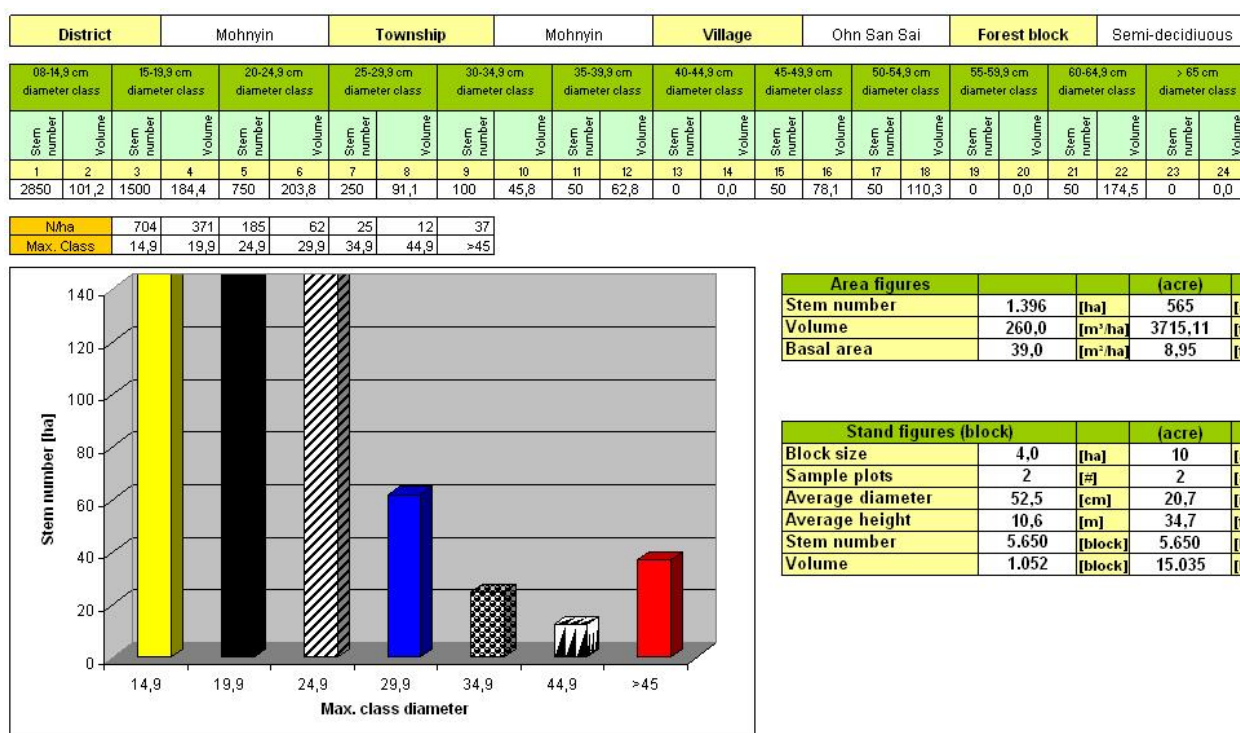 District Mohnyin Township Mohnyin Village Ohn San Sai Forest block Semi-decidiuous
08-14,9 cm 15-19,9 cm 20-24,9 cm 25-29,9 cm 30-34,9 cm 35-39,9 cm 40-44,9 cm 45-49,9 cm 50-54,9 cm 55-59,9 cm 60-64,9 cm > 65 cm
diameter class diameter class diameter class diameter class diameter class diameter class diameter class diameter class diameter class diameter class diameter class diameter class
Stem number Volume Stem number Volume Stem number Volume Stem number Volume Stem number Volume Stem number Volume Stem number Volume Stem number Volume Stem number Volume Stem number Volume Stem number Volume Stem number Volume
1 2 3 4 5 6 7 8 9 10 11 12 13 14 15 16 17 18 19 20 21 22 23 24
2850 101,2 1500 184,4 750 203,8 250 91,1 100 45,8 50 62,8 0 0,0 50 78,1 50 110,3 0 0,0 50 174,5 0 0,0
N/ha 704 371 185 62 25 12 37
Max. Class 14,9 19,9 24,9 29,9 34,9 44,9 >45
140
120
100
80
60
40
20
0
Stem number [ha]
14,9 19,9 24,9 29,9 34,9 44,9 >45
Max. class diameter
Area figures (acre)
Stem number 1.396 [ha] 565
Volume 260,0 [m³/ha] 3715,11
Basal area 39,0 [m²/ha] 8,95
Stand figures (block) (acre)
Block size 4,0 [ha] 10
Sample plots 2 [#] 2
Average diameter 52,5 [cm] 20,7
Average height 10,6 [m] 34,7
Stem number 5.650 [block] 5.650
Volume 1.052 [block] 15.035